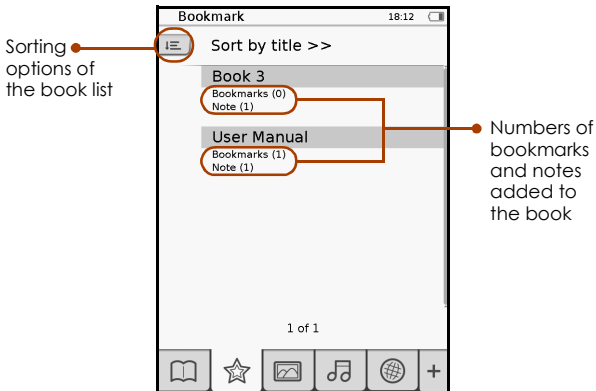 Bookmark 18:12
Sorting
options of
the book list
Sort by title >>
Book 3
Bookmarks (0)
Note (1)
User Manual
Bookmarks (1)
Note (1)
Numbers of
bookmarks
and notes
added to
the book
1 of 1
+